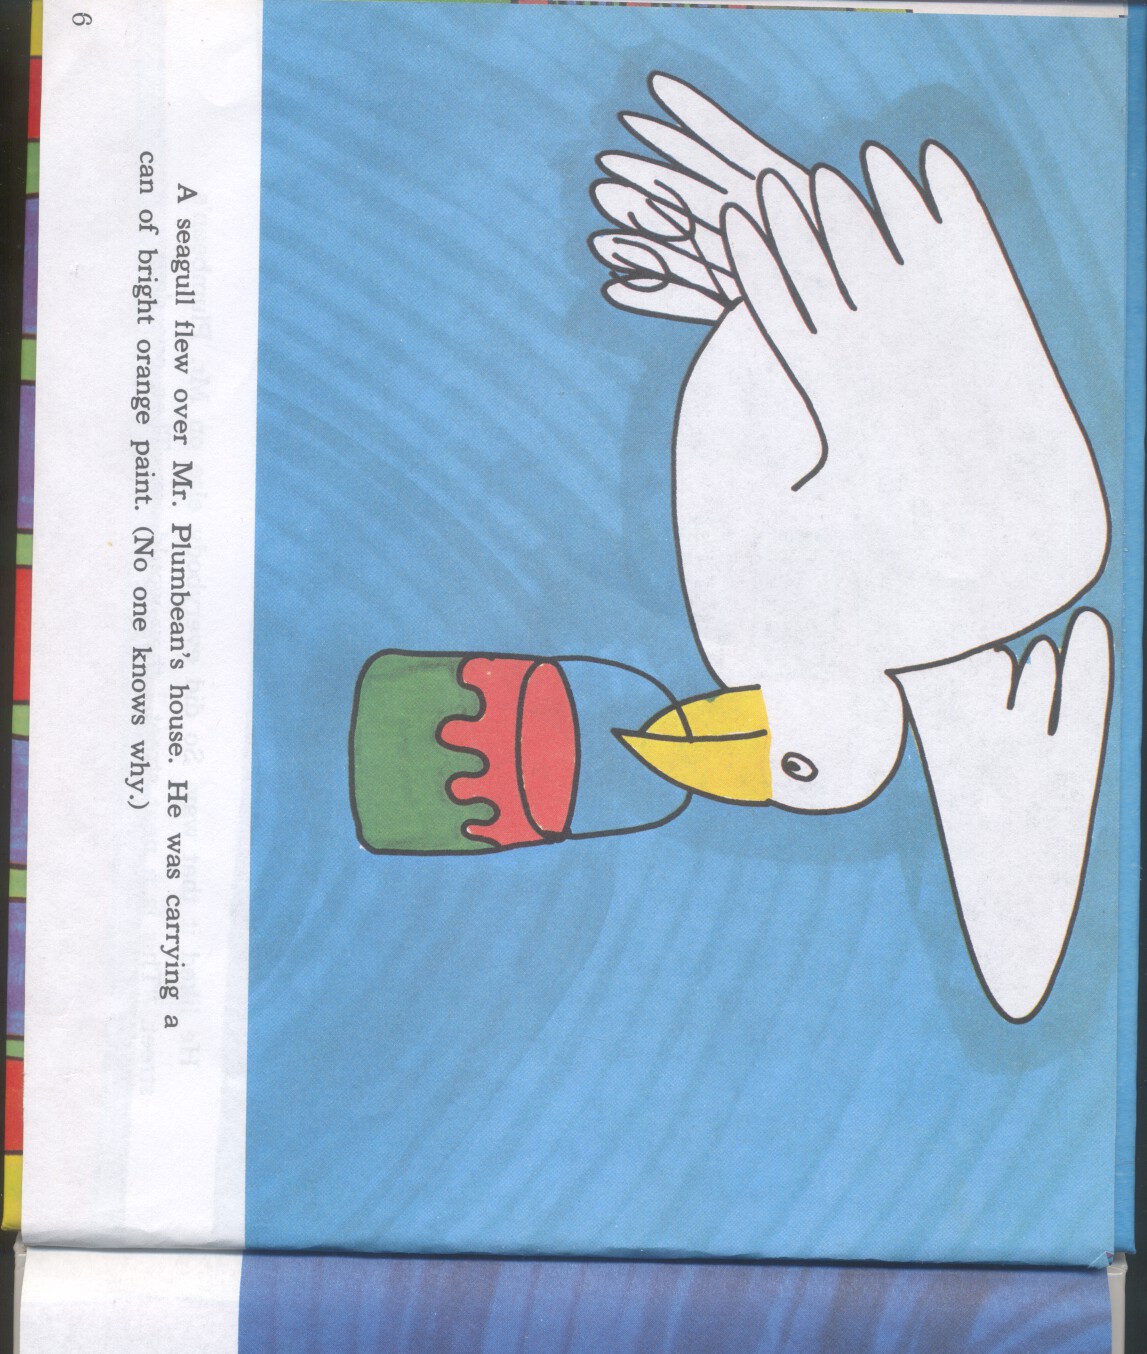 A seagull flew over Mr. Plumbean's house. He was carrying a
can of bright orange paint. (No one knows why.)
6